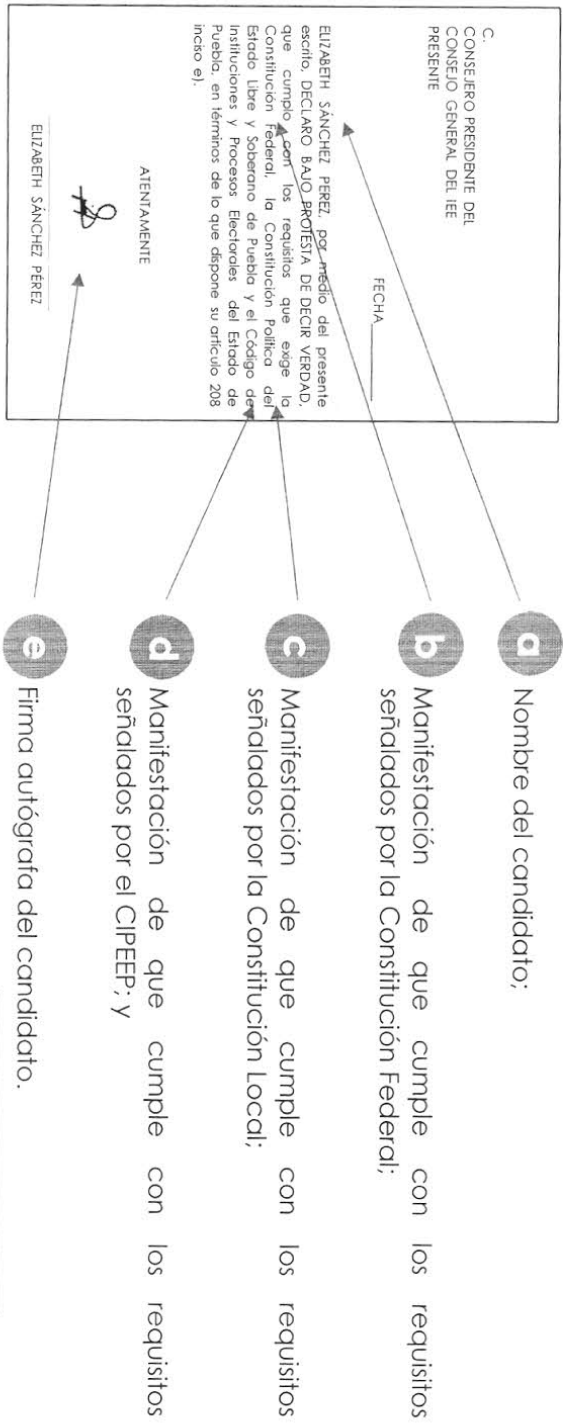 C.
CONSEJERO PRESIDENTE DEL
CONSEJO GENERAL DEL IEE
PRESENTE
FECHA
ELIZABETH SÁNCHEZ PEREZ, por medio del presente
escrito, DECLARO BAJO PROTESTA DE DECIR VERDAD,
que cumplo con los requisitos que exige la
Constitución Federal, la Constitución Política del
Estado Libre y Soberano de Puebla y el Código de
Instituciones y Procesos Electorales del Estado de
Puebla, en términos de lo que dispone su artículo 208
inciso e).
ATENTAMENTE
ELIZABETH SÁNCHEZ PÉREZ
a Nombre del candidato;
b Manifestación de que cumple con los requisitos
señalados por la Constitución Federal;
c Manifestación de que cumple con los requisitos
señalados por la Constitución Local;
d Manifestación de que cumple con los requisitos
señalados por el CIPEEP; y
e Firma autógrafa del candidato.